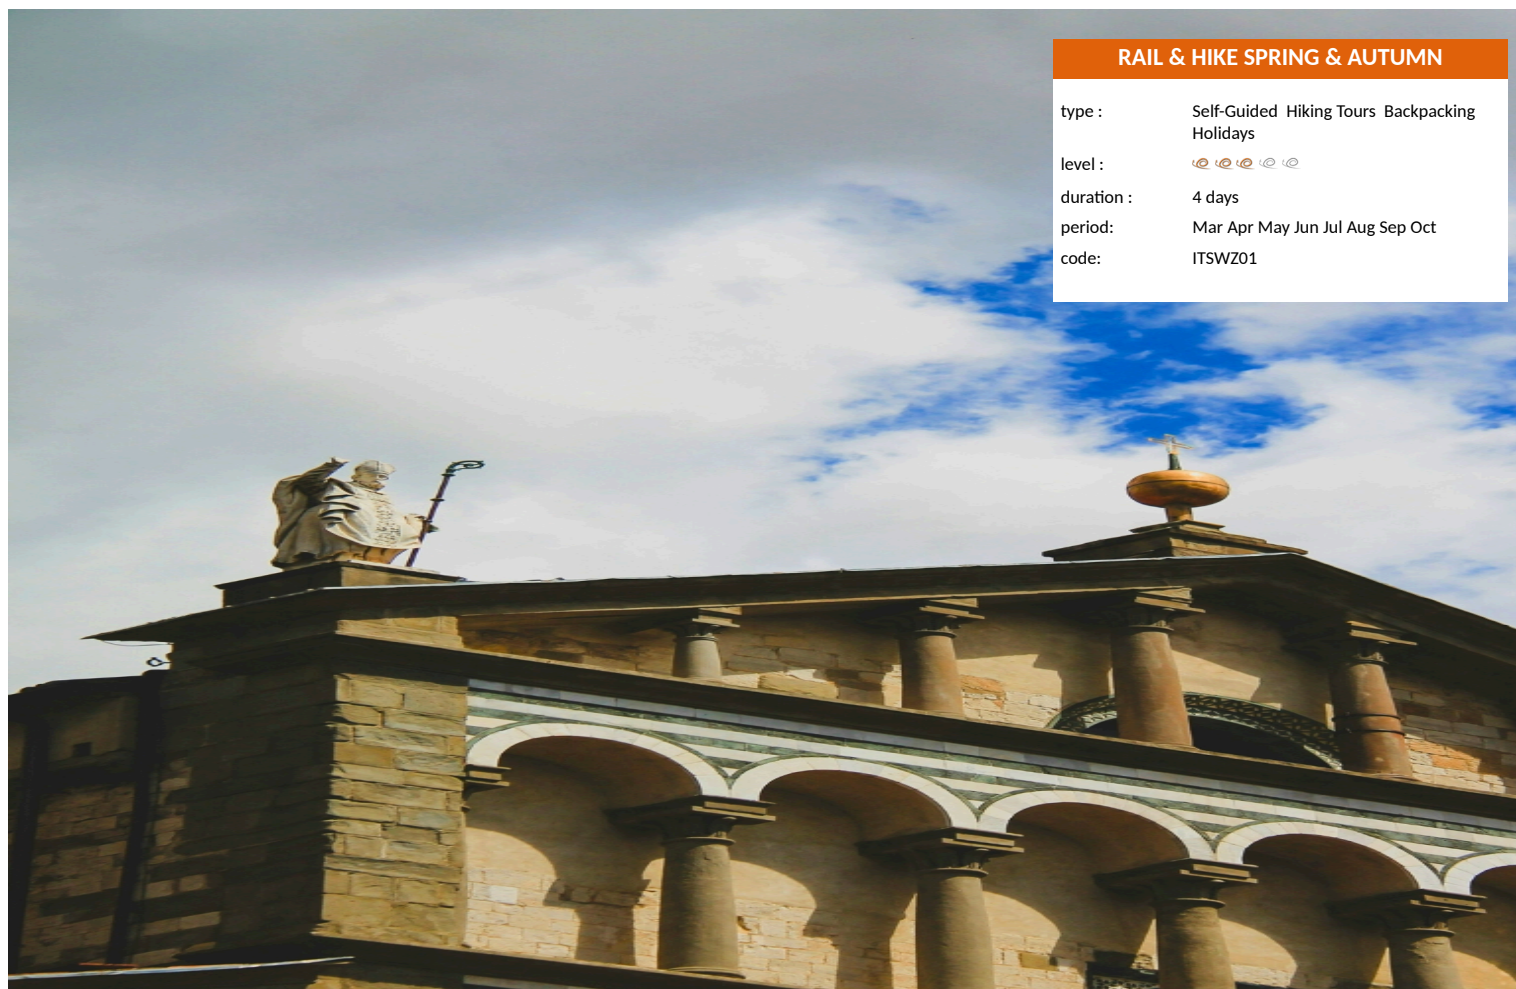 RAIL & HIKE SPRING & AUTUMN
type : Self-Guided Hiking Tours Backpacking
Holidays
level :
duration : 4 days
period: Mar Apr May Jun Jul Aug Sep Oct
code: ITSWZ01